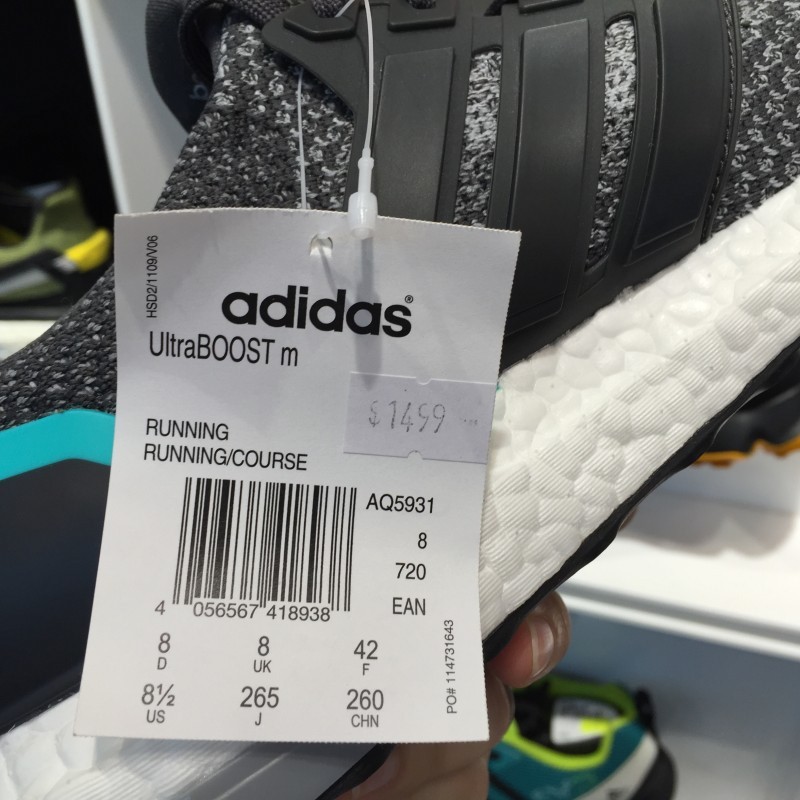 HSD2/1109/V06
adidas®
UltraBOOST m
$1499
RUNNING
RUNNING/COURSE
AQ5931
8
720
EAN
4 056567 418938
8 8 42
D UK F
8½ 265 260
US J CHN
PO# 114731643